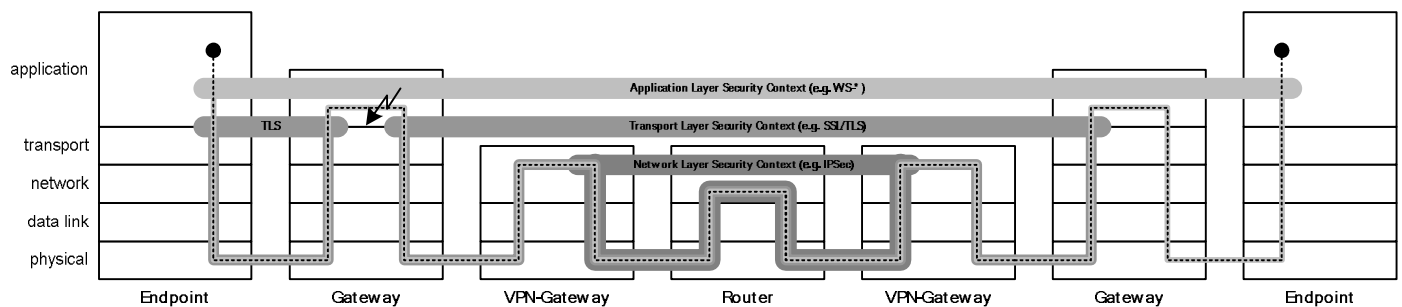 application
Application Layer Security Context (e.g. WS-* )
TLS
Transport Layer Security Context (e.g. SSL/TLS)
transport
Network Layer Security Context (e.g. IPSec)
network
data link
physical
Endpoint
Gateway
VPN-Gateway
Router
VPN-Gateway
Gateway
Endpoint